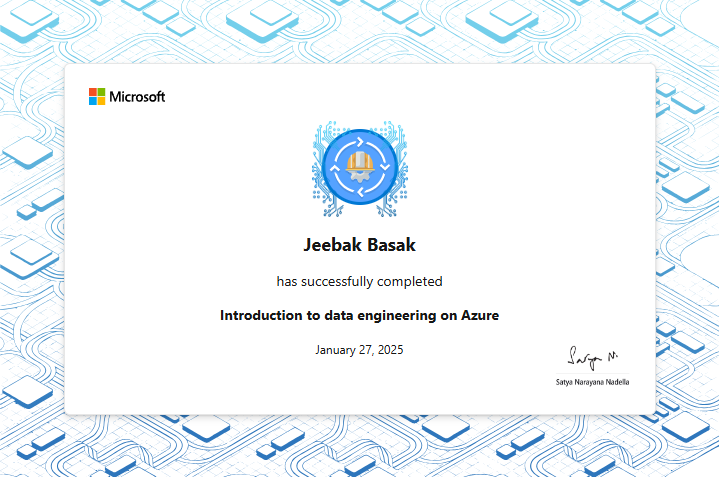 Microsoft
Jeebak Basak
has successfully completed
Introduction to data engineering on Azure
January 27, 2025
Satya N.
Satya Narayana Nadella